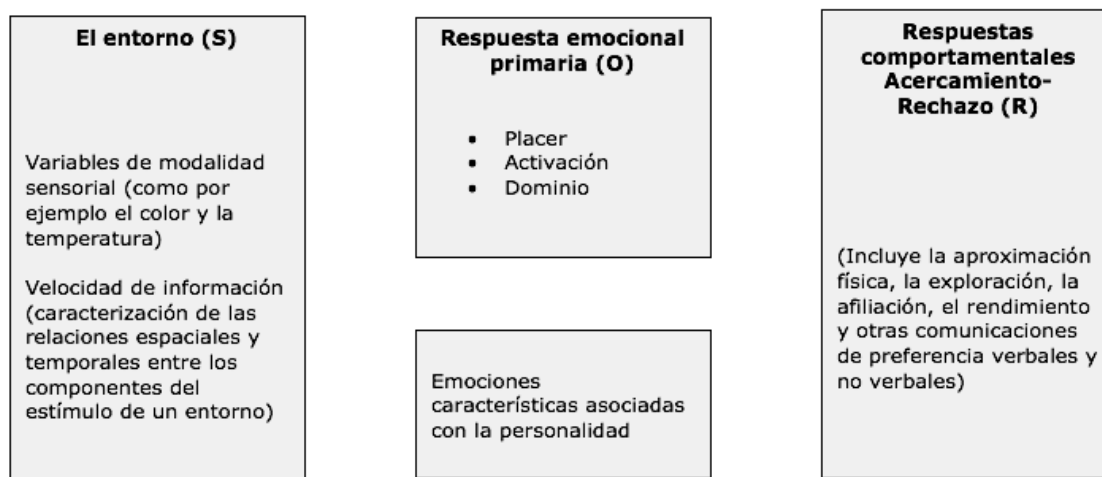 El entorno (S)
Variables de modalidad
sensorial (como por
ejemplo el color y la
temperatura)
Velocidad de información
(caracterización de las
relaciones espaciales y
temporales entre los
componentes del
estímulo de un entorno)
Respuesta emocional
primaria (O)
• Placer
• Activación
• Dominio
Emociones
características asociadas
con la personalidad
Respuestas
comportamentales
Acercamiento-
Rechazo (R)
(Incluye la aproximación
física, la exploración, la
afiliación, el rendimiento
y otras comunicaciones
de preferencia verbales y
no verbales)